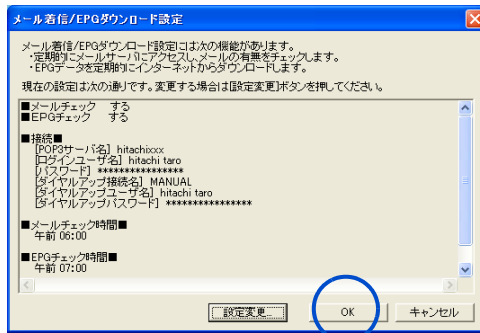 メール着信/EPGダウンロード設定
メール着信/EPGダウンロード設定には次の機能があります。
・定期的にメールサーバにアクセスし、メールの有無をチェックします。
・EPGデータを定期的にインターネットからダウンロードします。
現在の設定は次の通りです。変更する場合は[設定変更]ボタンを押してください。
■メールチェック する
■EPGチェック する
■接続■
[POP3サーバ名] hitachixxx
[ログインユーザ名] hitachi taro
[パスワード] ****************
[ダイヤルアップ接続名] MANUAL
[ダイヤルアップユーザ名] hitachi taro
[ダイヤルアップパスワード] ****************
■メールチェック時間■
午前 06:00
■EPGチェック時間■
午前 07:00
設定変更... OK キャンセル